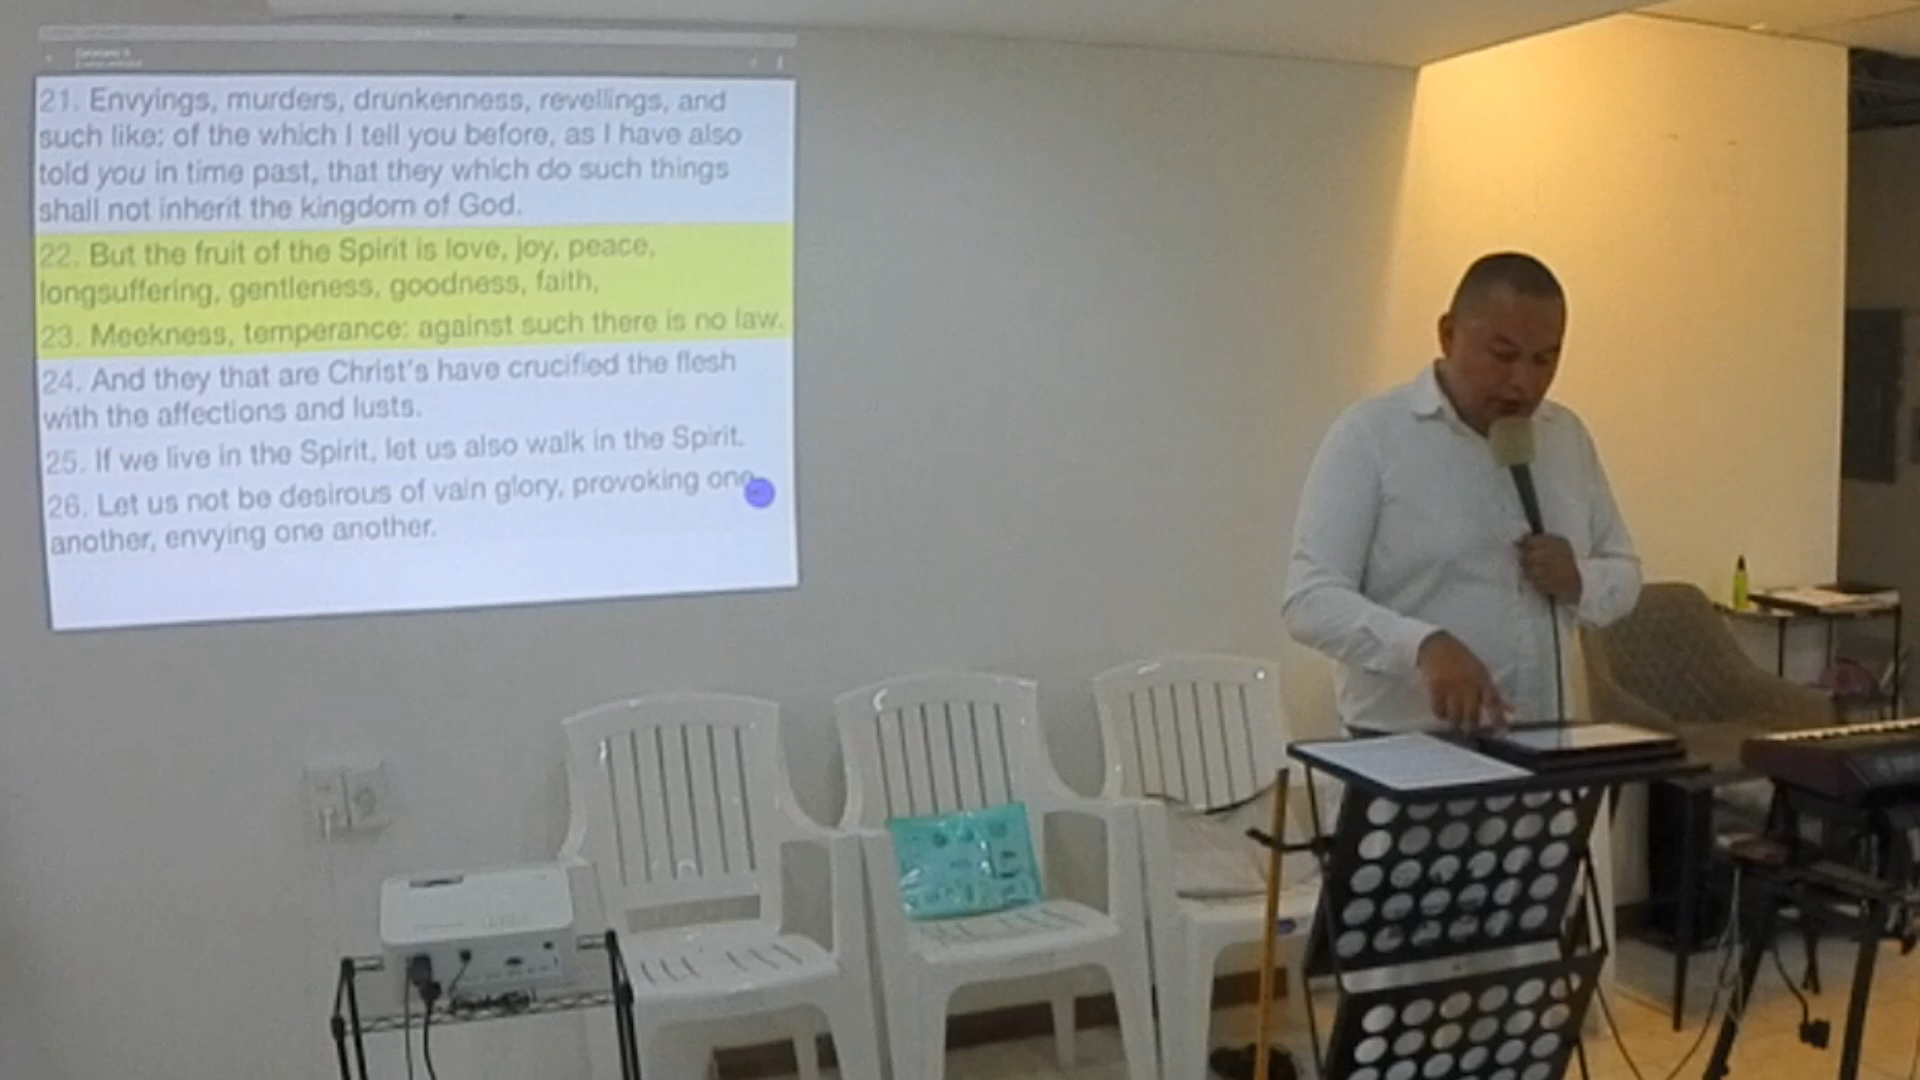 21. Envyings, murders, drunkenness, revellings, and
such like: of the which I tell you before, as I have also
told you in time past, that they which do such things
shall not inherit the kingdom of God.
22. But the fruit of the Spirit is love, joy, peace,
longsuffering, gentleness, goodness, faith,
23. Meekness, temperance: against such there is no law.
24. And they that are Christ's have crucified the flesh
with the affections and lusts.
25. If we live in the Spirit, let us also walk in the Spirit.
26. Let us not be desirous of vain glory, provoking one
another, envying one another.